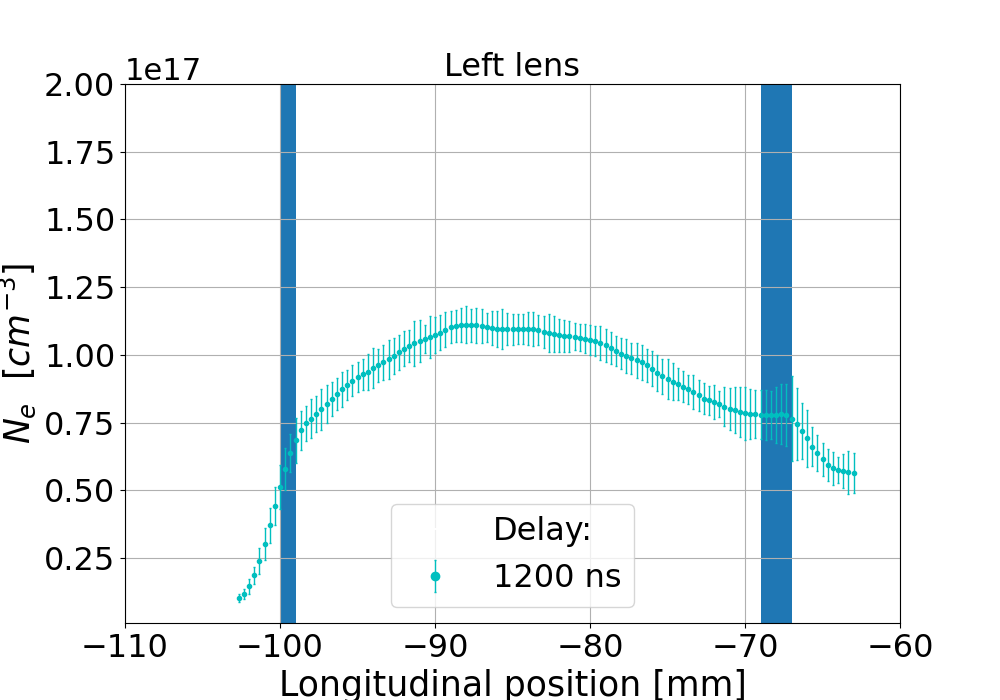 Left lens
1e17
2.00
1.75
1.50
1.25
1.00
0.75
0.50
0.25
N_e [cm^{-3}]
Delay:
1200 ns
−110 −100 −90 −80 −70 −60
Longitudinal position [mm]